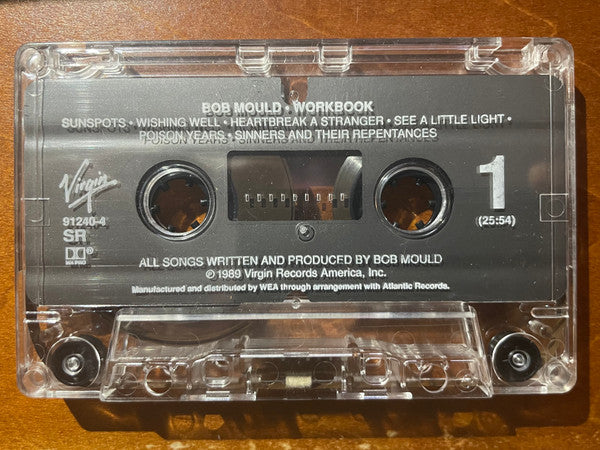 BOB MOULD • WORKBOOK
SUNSPOTS • WISHING WELL • HEARTBREAK A STRANGER • SEE A LITTLE LIGHT •
POISON YEARS • SINNERS AND THEIR REPENTANCES
Virgin
91240-4
SR
HX PRO
1
(25:54)
ALL SONGS WRITTEN AND PRODUCED BY BOB MOULD
℗ 1989 Virgin Records America, Inc.
Manufactured and distributed by WEA through arrangement with Atlantic Records.